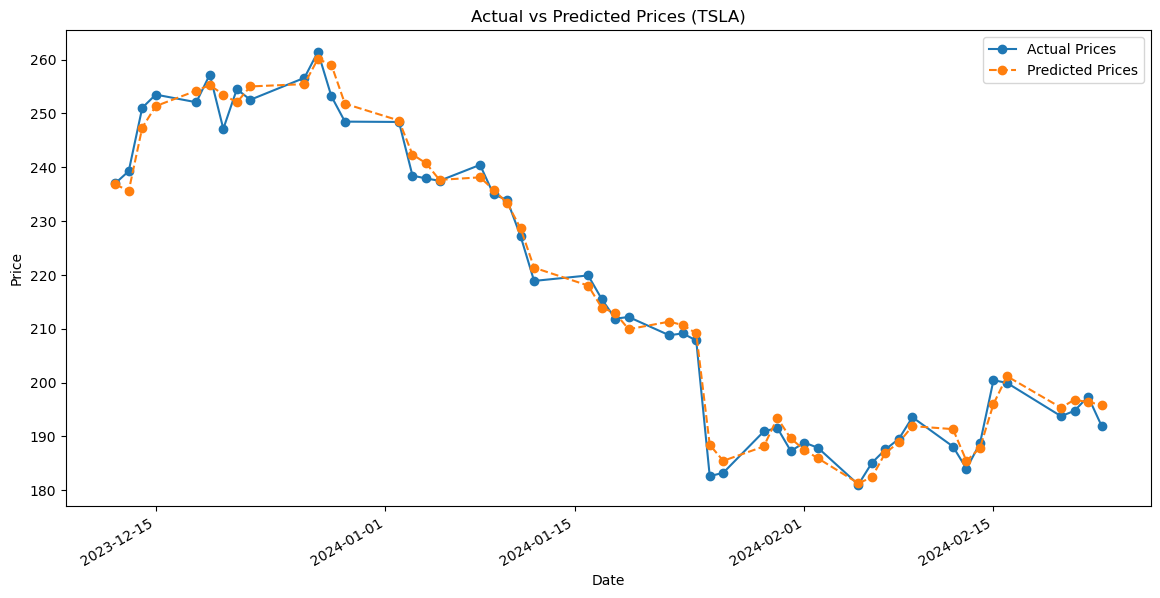 Actual vs Predicted Prices (TSLA)
Actual Prices
Predicted Prices
Price
260
250
240
230
220
210
200
190
180
2023-12-15
2024-01-01
2024-01-15
2024-02-01
2024-02-15
Date